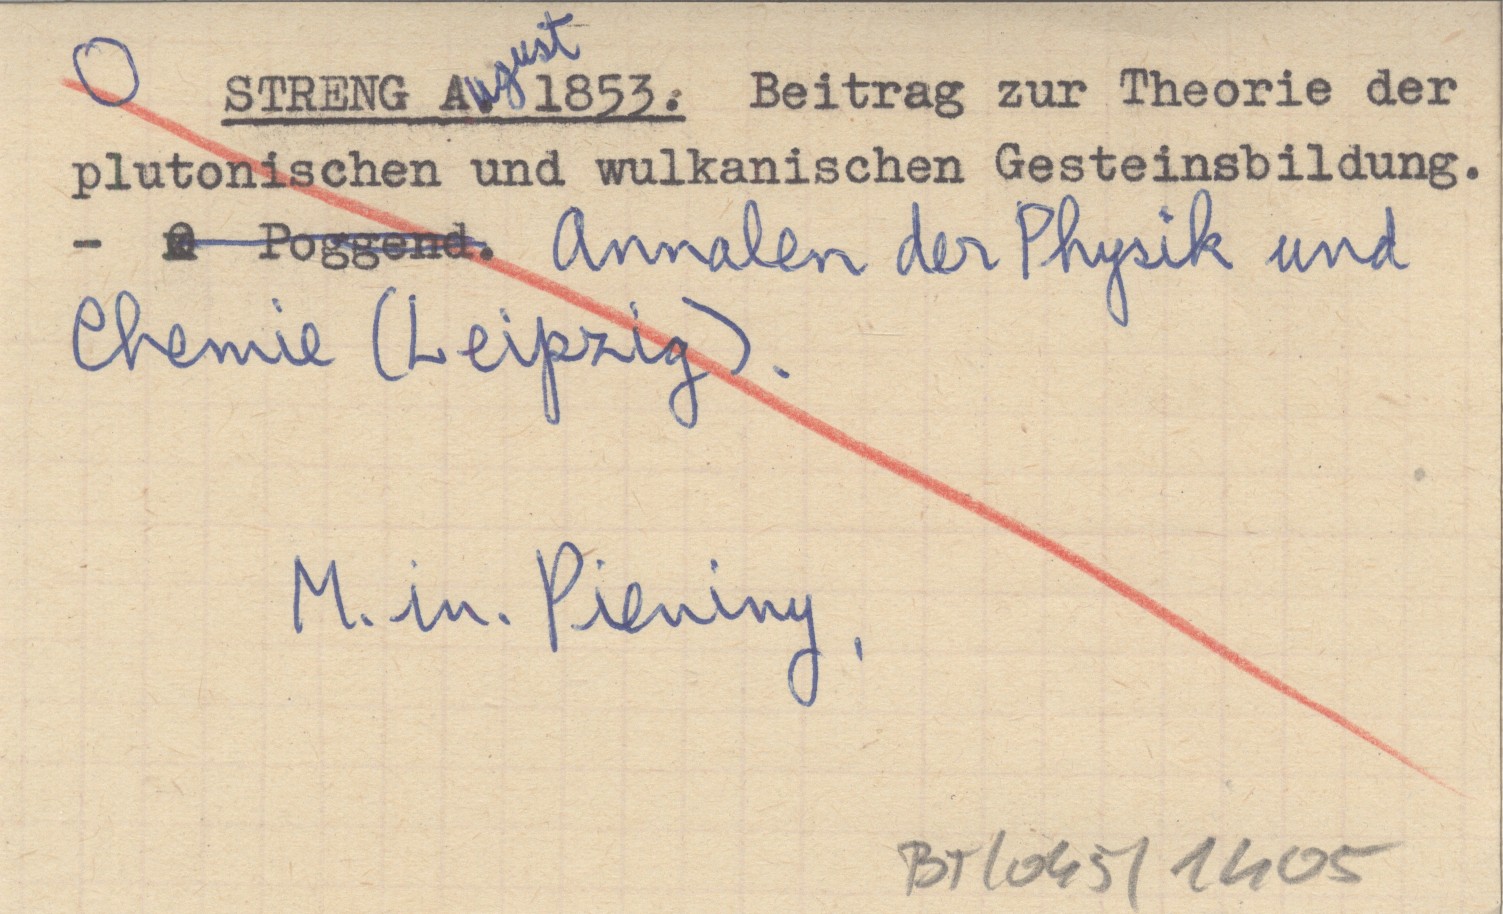 STRENG August 1853. Beitrag zur Theorie der
plutonischen und wulkanischen Gesteinsbildung.
- Poggend. Annalen der Physik und
Chemie (Leipzig).
M. in. Pieniny,
BT/045/1405